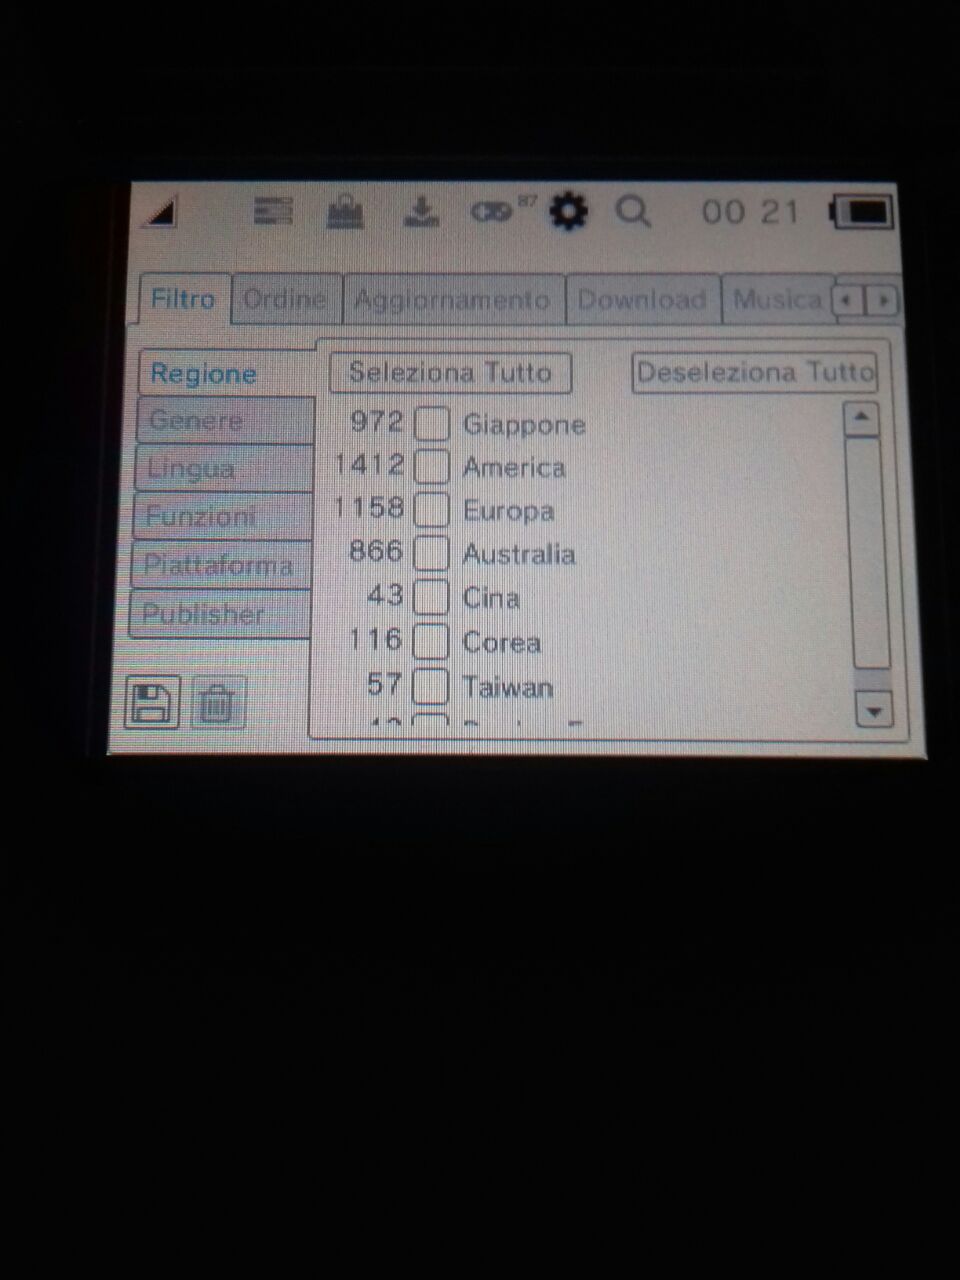 87 00 21
Filtro Ordine Aggiornamento Download Musica
Regione Seleziona Tutto Deseleziona Tutto
Genere
Lingua
Funzioni
Piattaforma
Publisher
972 Giappone
1412 America
1158 Europa
866 Australia
43 Cina
116 Corea
57 Taiwan